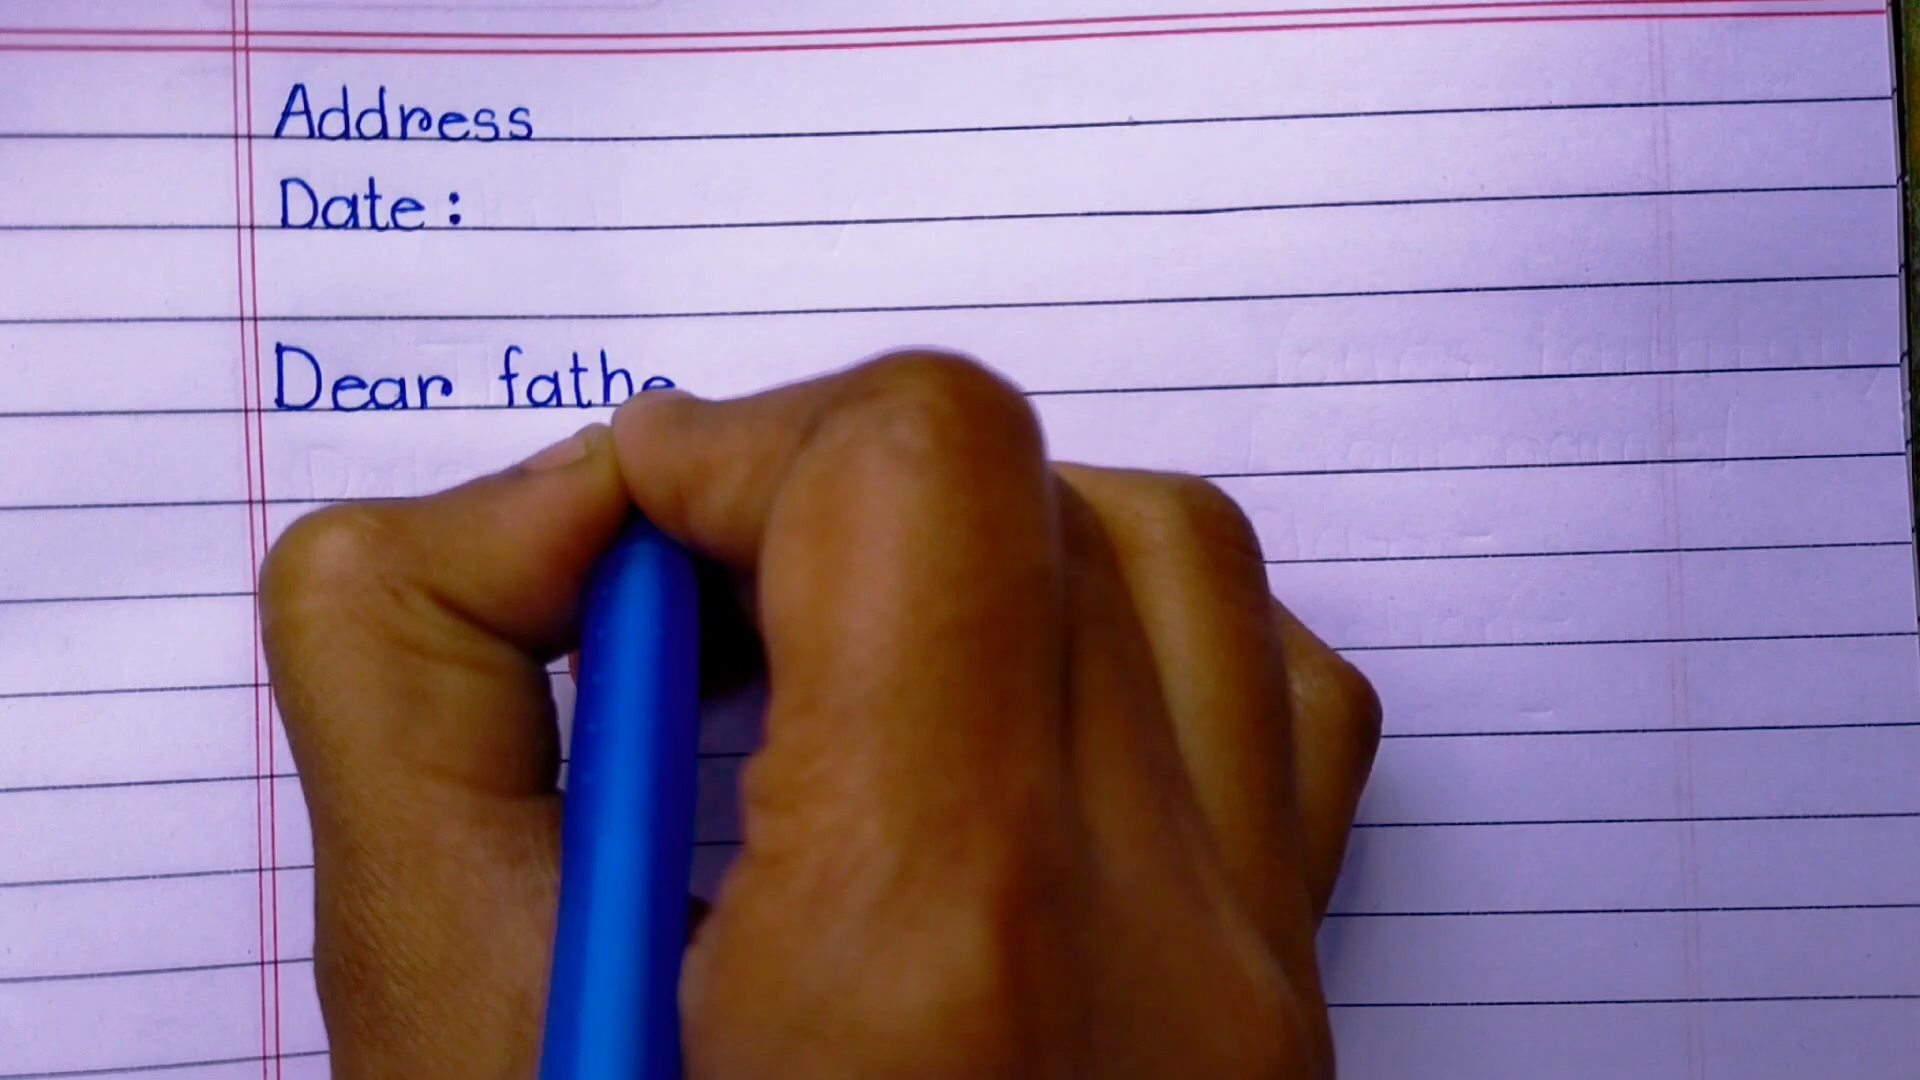 Address
Date :
Dear fathe